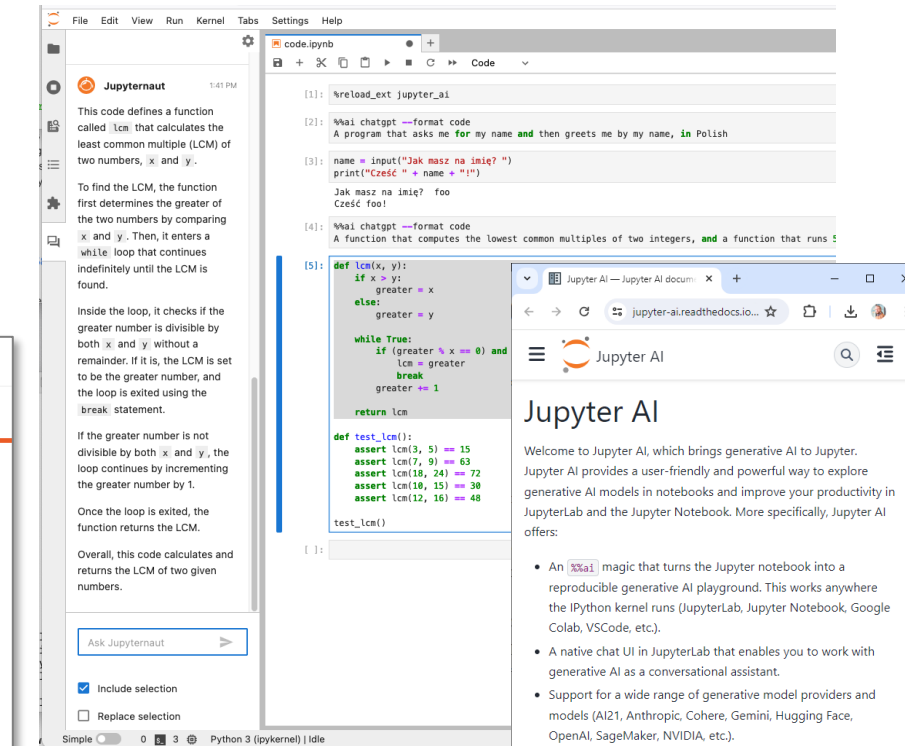 File Edit View Run Kernel Tabs Settings Help
Jupyternaut 1:41 PM
This code defines a function
called lcm that calculates the
least common multiple (LCM) of
two numbers, x and y .
To find the LCM, the function
first determines the greater of
the two numbers by comparing
x and y . Then, it enters a
while loop that continues
indefinitely until the LCM is
found.
Inside the loop, it checks if the
greater number is divisible by
both x and y without a
remainder. If it is, the LCM is set
to be the greater number, and
the loop is exited using the
break statement.
If the greater number is not
divisible by both x and y , the
loop continues by incrementing
the greater number by 1.
Once the loop is exited, the
function returns the LCM.
Overall, this code calculates and
returns the LCM of two given
numbers.
Ask Jupyternaut
Include selection
Replace selection
Simple 0 3 Python 3 (ipykernel) | Idle
code.ipynb
Code
[1]: %reload_ext jupyter_ai
[2]: %%ai chatgpt --format code
A program that asks me for my name and then greets me by my name, in Polish
[3]: name = input("Jak masz na imię? ")
print("Cześć " + name + "!")
Jak masz na imię? foo
Cześć foo!
[4]: %%ai chatgpt --format code
A function that computes the lowest common multiples of two integers, and a function that runs 5
[5]: def lcm(x, y):
if x > y:
greater = x
else:
greater = y
while True:
if (greater % x == 0) and
lcm = greater
break
greater += 1
return lcm
def test_lcm():
assert lcm(3, 5) == 15
assert lcm(7, 9) == 63
assert lcm(18, 24) == 72
assert lcm(10, 15) == 30
assert lcm(12, 16) == 48
test_lcm()
[ ]:
Jupyter AI — Jupyter AI docum
jupyter-ai.readthedocs.io...
Jupyter AI
Jupyter AI
Welcome to Jupyter AI, which brings generative AI to Jupyter.
Jupyter AI provides a user-friendly and powerful way to explore
generative AI models in notebooks and improve your productivity in
JupyterLab and the Jupyter Notebook. More specifically, Jupyter AI
offers:
• An %%ai magic that turns the Jupyter notebook into a
reproducible generative AI playground. This works anywhere
the IPython kernel runs (JupyterLab, Jupyter Notebook, Google
Colab, VSCode, etc.).
• A native chat UI in JupyterLab that enables you to work with
generative AI as a conversational assistant.
• Support for a wide range of generative model providers and
models (AI21, Anthropic, Cohere, Gemini, Hugging Face,
OpenAI, SageMaker, NVIDIA, etc.).